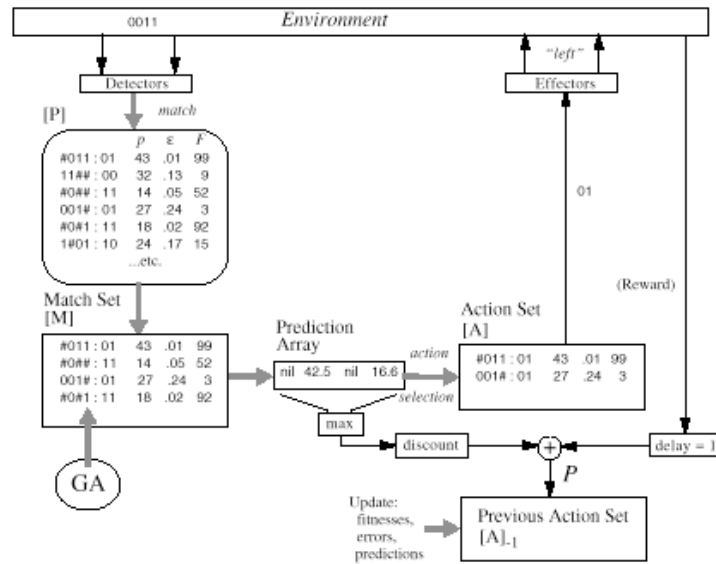 0011
Environment
"left"
Detectors
Effectors
match
[P]
p ε F
#011 : 01 43 .01 99
11## : 00 32 .13 9
#0## : 11 14 .05 52
001# : 01 27 .24 3
#0#1 : 11 18 .02 92
1#01 : 10 24 .17 15
...etc.
01
(Reward)
Match Set
[M]
#011 : 01 43 .01 99
#0## : 11 14 .05 52
001# : 01 27 .24 3
#0#1 : 11 18 .02 92
Prediction
Array
nil 42.5 nil 16.6
action
selection
Action Set
[A]
#011 : 01 43 .01 99
001# : 01 27 .24 3
max
discount
+
delay = 1
GA
P
Update:
fitnesses,
errors,
predictions
Previous Action Set
[A]-1